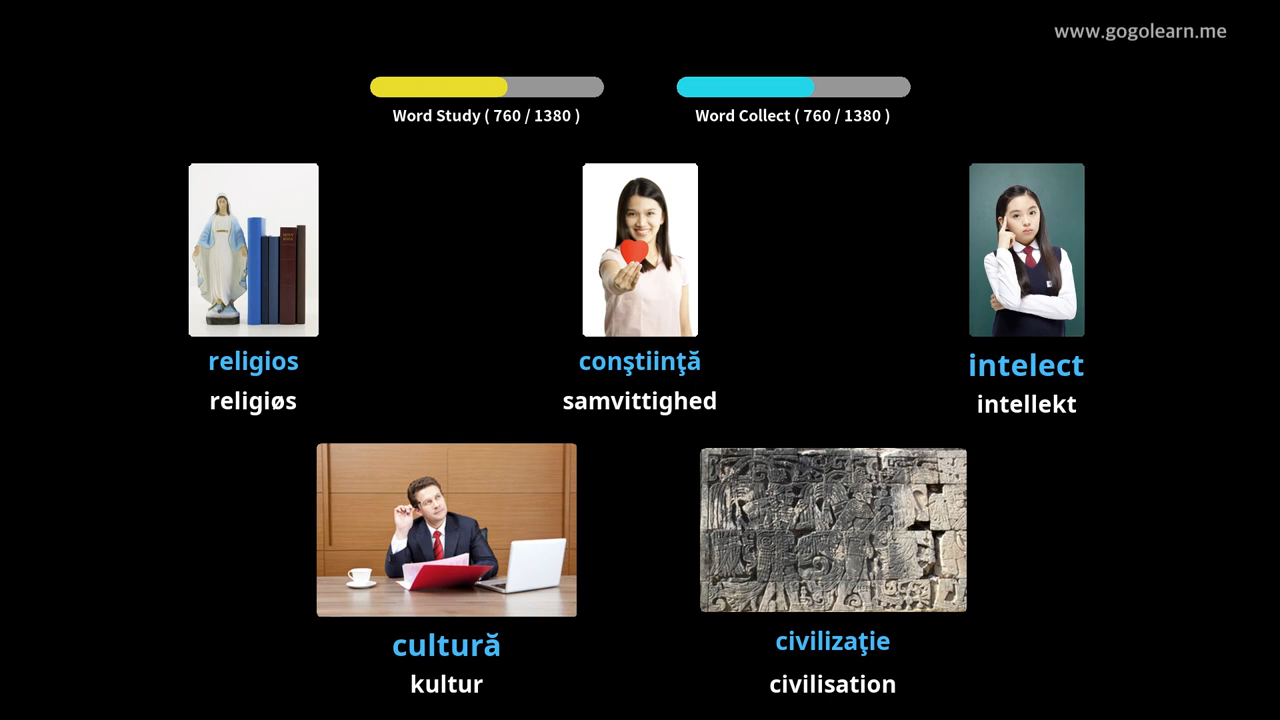 www.gogolearn.me
Word Study ( 760 / 1380 )
Word Collect ( 760 / 1380 )
religios
religiøs
conştiinţă
samvittighed
intelect
intellekt
cultură
kultur
civilizaţie
civilisation